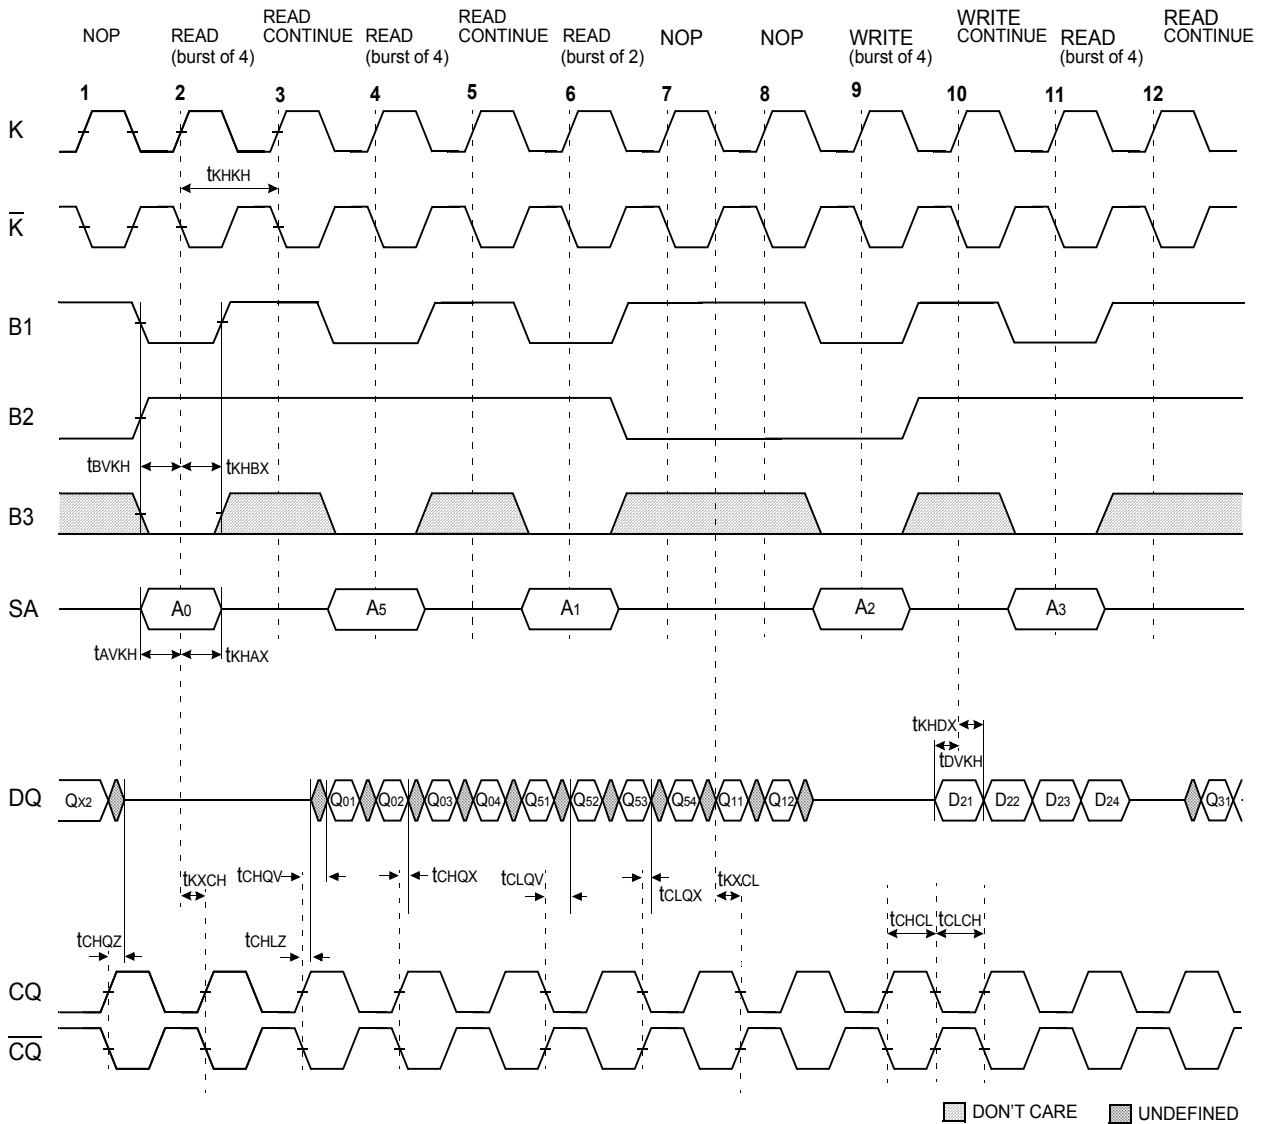 NOP
READ
(burst of 4)
READ
CONTINUE
READ
(burst of 4)
READ
CONTINUE
READ
(burst of 2)
NOP
NOP
WRITE
(burst of 4)
WRITE
CONTINUE
READ
(burst of 4)
READ
CONTINUE
1 2 3 4 5 6 7 8 9 10 11 12
K
tKHKH
K
B1
B2
tBVKH tKHBX
B3
SA A0 A5 A1 A2 A3
tAVKH tKHAX
tKHDX
tDVKH
DQ QX2 Q01 Q02 Q03 Q04 Q51 Q52 Q53 Q54 Q11 Q12 D21 D22 D23 D24 Q31
tKXCH tCHQV tCHQX tCLQV tCLQX tKXCL
tCHQZ tCHLZ tCHCL tCLCH
CQ
CQ
DON'T CARE UNDEFINED